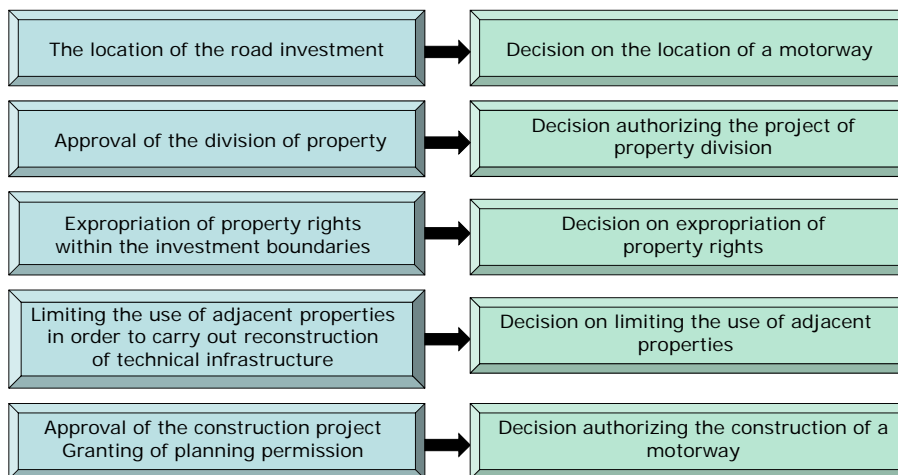 The location of the road investment
Decision on the location of a motorway
Approval of the division of property
Decision authorizing the project of
property division
Expropriation of property rights
within the investment boundaries
Decision on expropriation of
property rights
Limiting the use of adjacent properties
in order to carry out reconstruction
of technical infrastructure
Decision on limiting the use of adjacent
properties
Approval of the construction project
Granting of planning permission
Decision authorizing the construction of a
motorway